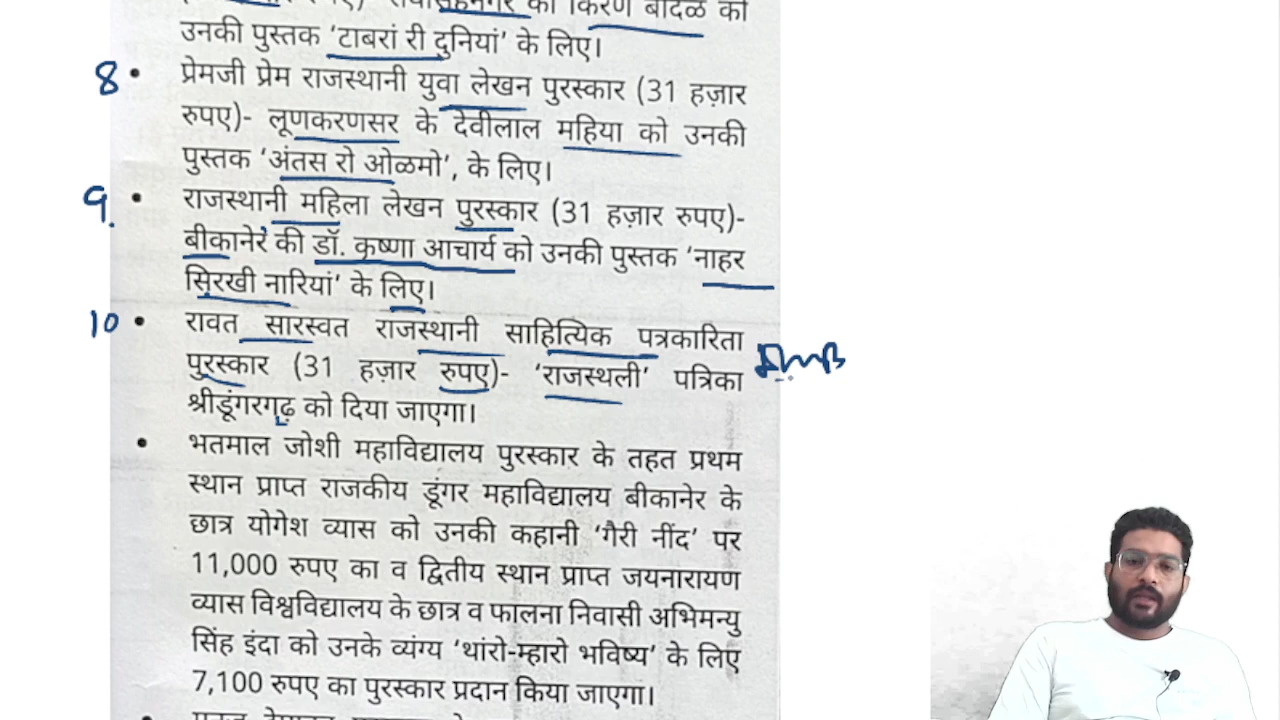 को किरण बादळ को
उनकी पुस्तक ‘टाबरां री दुनियां’ के लिए।
8 • प्रेमजी प्रेम राजस्थानी युवा लेखन पुरस्कार (31 हज़ार
रुपए)- लूणकरणसर के देवीलाल महिया को उनकी
पुस्तक ‘अंतस रो ओळमो’, के लिए।
9. • राजस्थानी महिला लेखन पुरस्कार (31 हज़ार रुपए)-
बीकानेर की डॉ. कृष्णा आचार्य को उनकी पुस्तक ‘नाहर
सिरखी नारियां’ के लिए।
10 • रावत सारस्वत राजस्थानी साहित्यिक पत्रकारिता
पुरस्कार (31 हज़ार रुपए)- ‘राजस्थली’ पत्रिका
श्रीडूंगरगढ़ को दिया जाएगा।
• भतमाल जोशी महाविद्यालय पुरस्कार के तहत प्रथम
स्थान प्राप्त राजकीय डूंगर महाविद्यालय बीकानेर के
छात्र योगेश व्यास को उनकी कहानी ‘गैरी नींद’ पर
11,000 रुपए का व द्वितीय स्थान प्राप्त जयनारायण
व्यास विश्वविद्यालय के छात्र व फालना निवासी अभिमन्यु
सिंह इंदा को उनके व्यंग्य ‘थांरो-म्हारो भविष्य’ के लिए
7,100 रुपए का पुरस्कार प्रदान किया जाएगा।